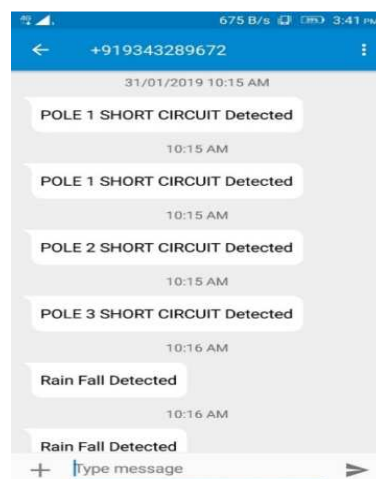 4G 675 B/s 3:41 PM
+919343289672
31/01/2019 10:15 AM
POLE 1 SHORT CIRCUIT Detected
10:15 AM
POLE 1 SHORT CIRCUIT Detected
10:15 AM
POLE 2 SHORT CIRCUIT Detected
10:15 AM
POLE 3 SHORT CIRCUIT Detected
10:16 AM
Rain Fall Detected
10:16 AM
Rain Fall Detected
Type message